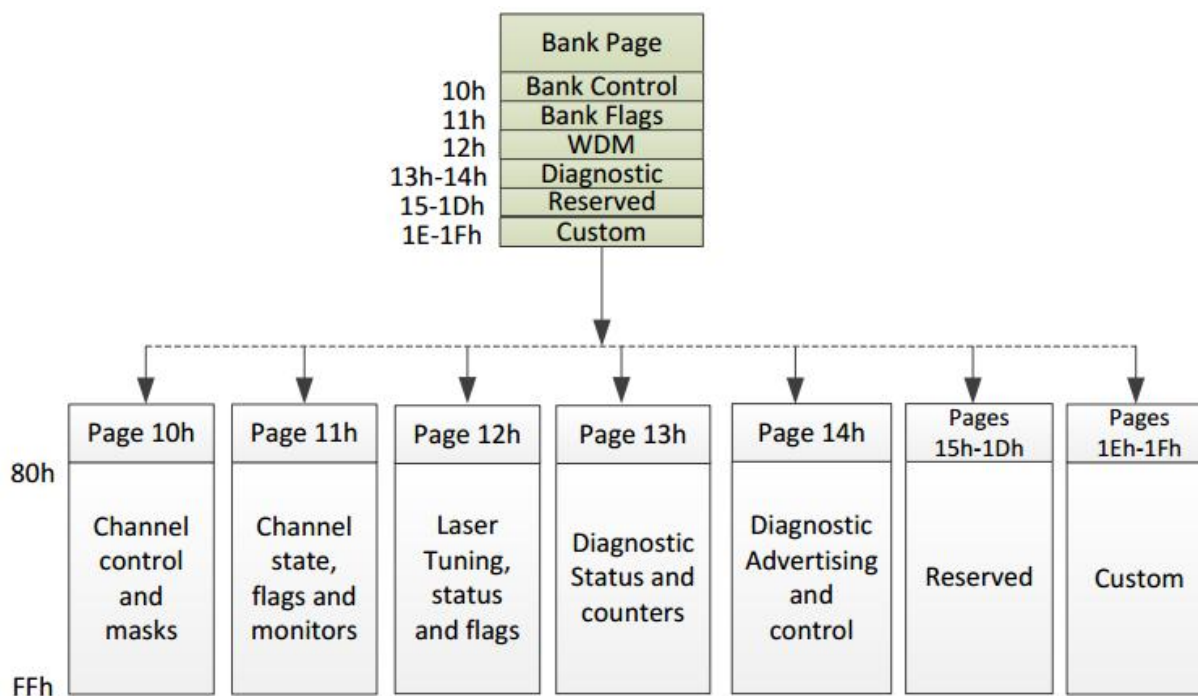 Bank Page
10h
Bank Control
11h
Bank Flags
12h
WDM
13h-14h
Diagnostic
15-1Dh
Reserved
1E-1Fh
Custom
Page 10h
Page 11h
Page 12h
Page 13h
Page 14h
Pages
15h-1Dh
Pages
1Eh-1Fh
80h
Channel
control
and
masks
Channel
state,
flags and
monitors
Laser
Tuning,
status
and flags
Diagnostic
Status and
counters
Diagnostic
Advertising
and
control
Reserved
Custom
FFh